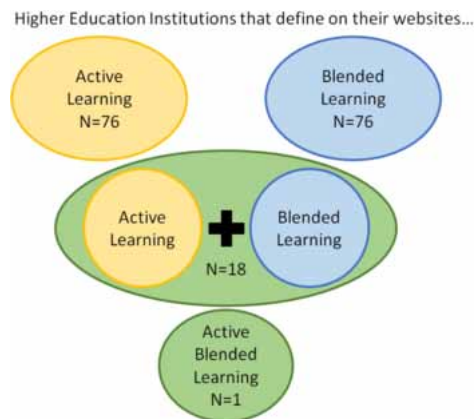 Higher Education Institutions that define on their websites...
Active
Learning
N=76
Blended
Learning
N=76
Active
Learning
+
Blended
Learning
N=18
Active
Blended
Learning
N=1